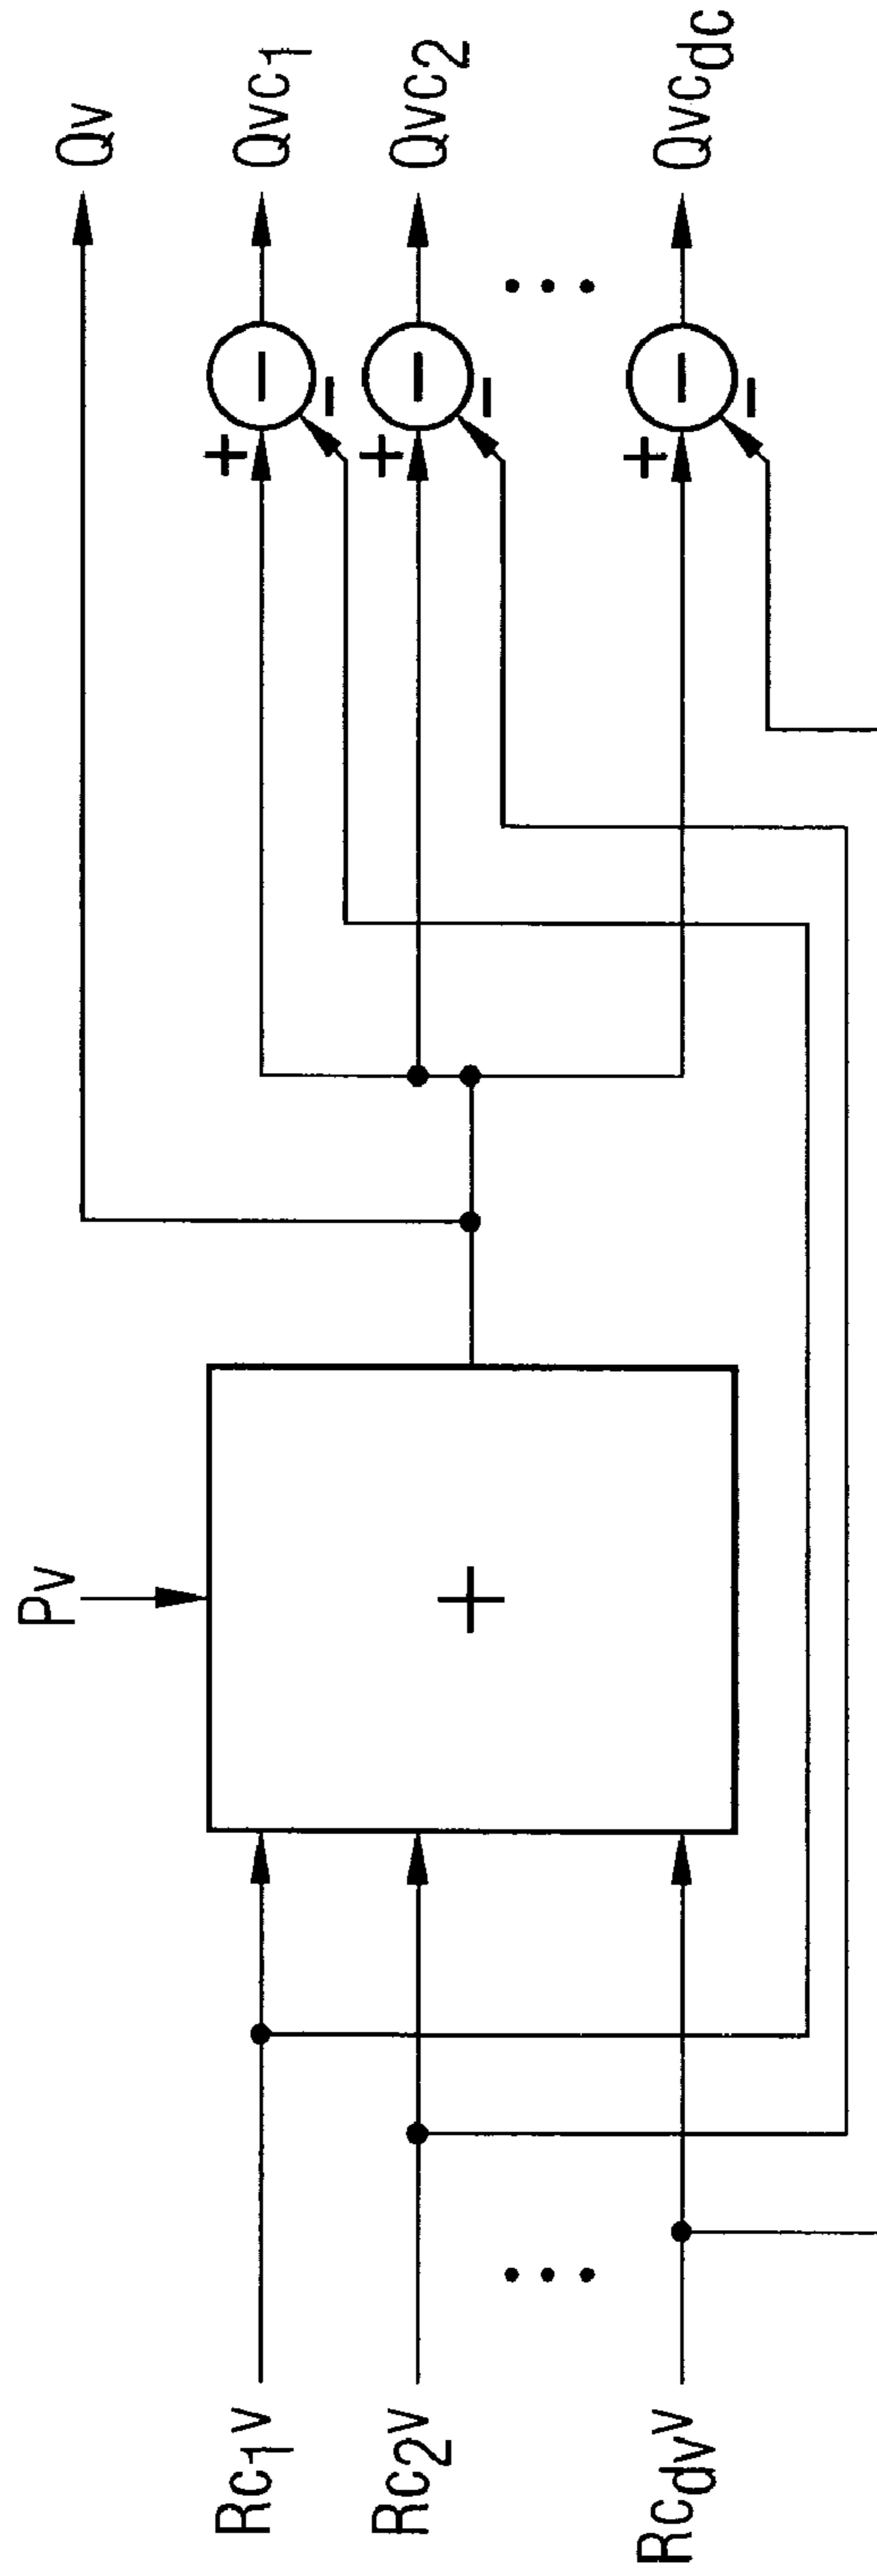 Qv
Qvc1
Qvc2
Qvcdc
Pv
+
-
+
-
+
-
+
-
-
-
Rc1v
Rc2v
Rcdvv